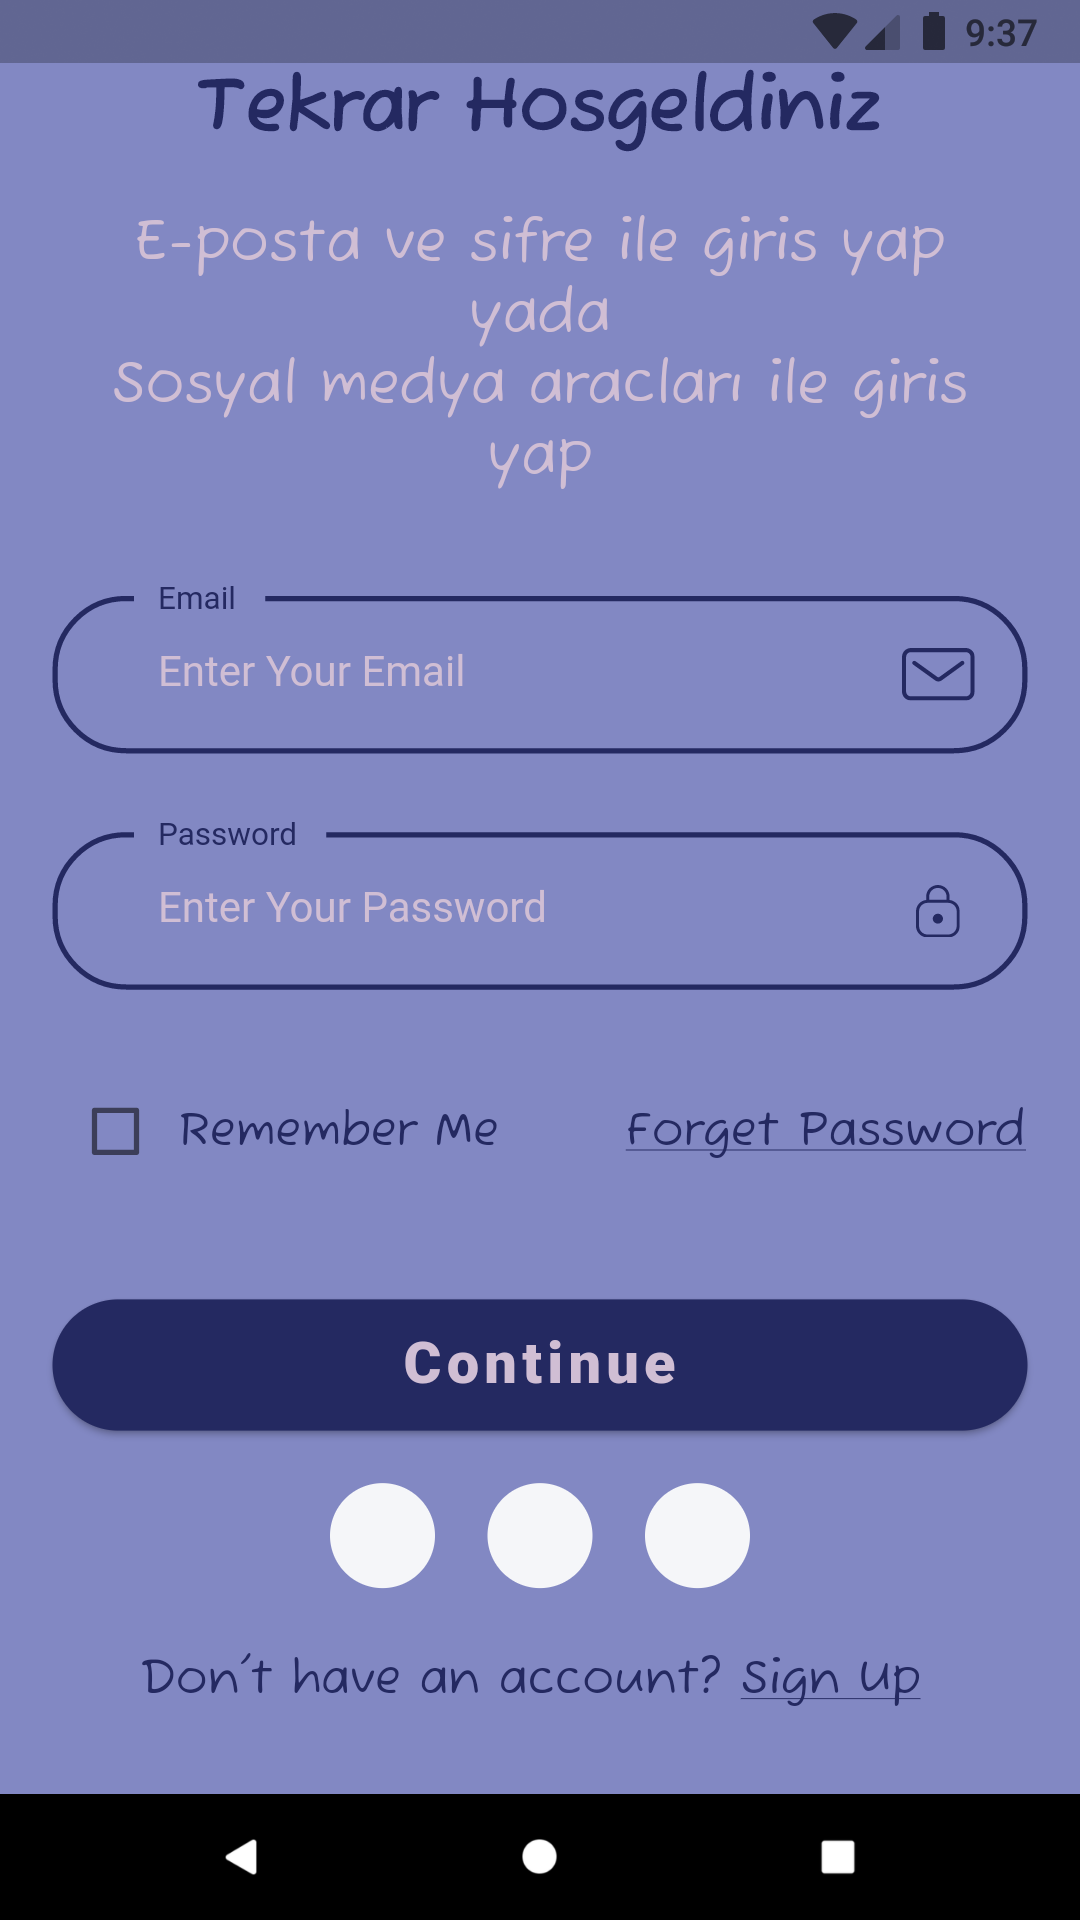 9:37
Tekrar Hosgeldiniz
E-posta ve sifre ile giris yap
yada
Sosyal medya aracları ile giris
yap
Email
Enter Your Email
Password
Enter Your Password
Remember Me Forget Password
Continue
Don't have an account? Sign Up